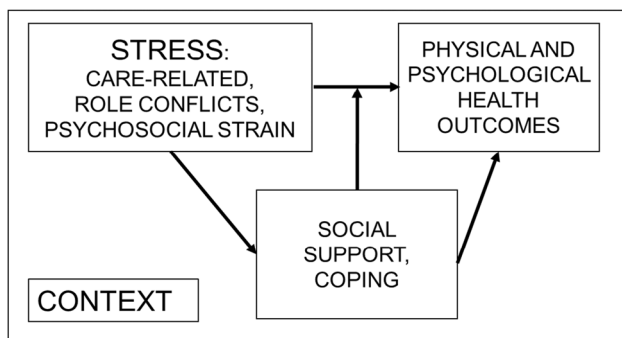 STRESS:
CARE-RELATED,
ROLE CONFLICTS,
PSYCHOSOCIAL STRAIN
PHYSICAL AND
PSYCHOLOGICAL
HEALTH
OUTCOMES
SOCIAL
SUPPORT,
COPING
CONTEXT